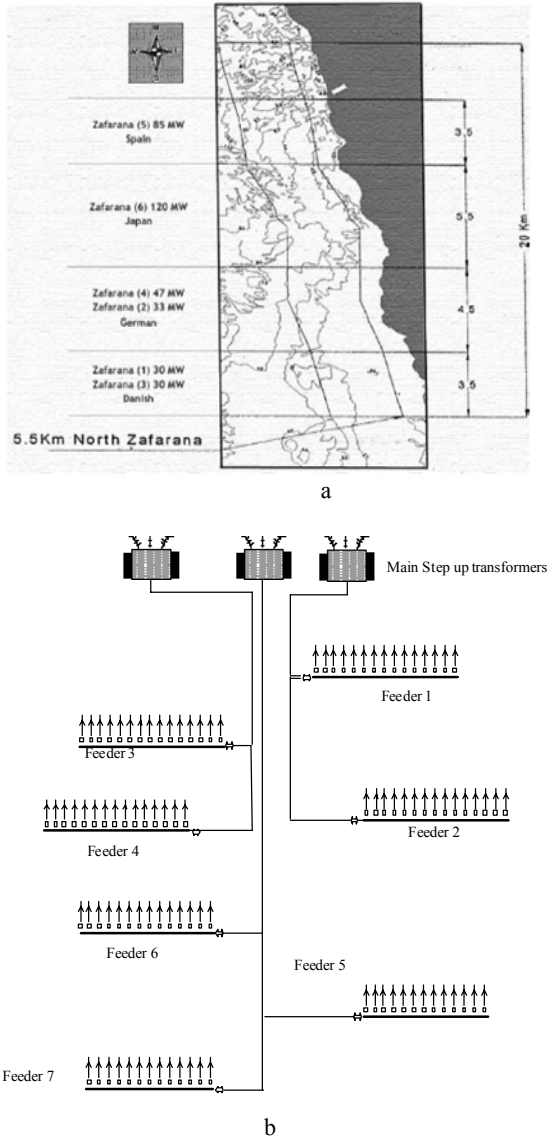 Zafarana (5) 85 MW
Spain
Zafarana (6) 120 MW
Japan
Zafarana (4) 47 MW
Zafarana (2) 33 MW
German
Zafarana (1) 30 MW
Zafarana (3) 30 MW
Danish
5.5Km North Zafarana
3.5
5.5
4.5
3.5
20 Km
a
Main Step up transformers
Feeder 1
Feeder 3
Feeder 2
Feeder 4
Feeder 6
Feeder 5
Feeder 7
b